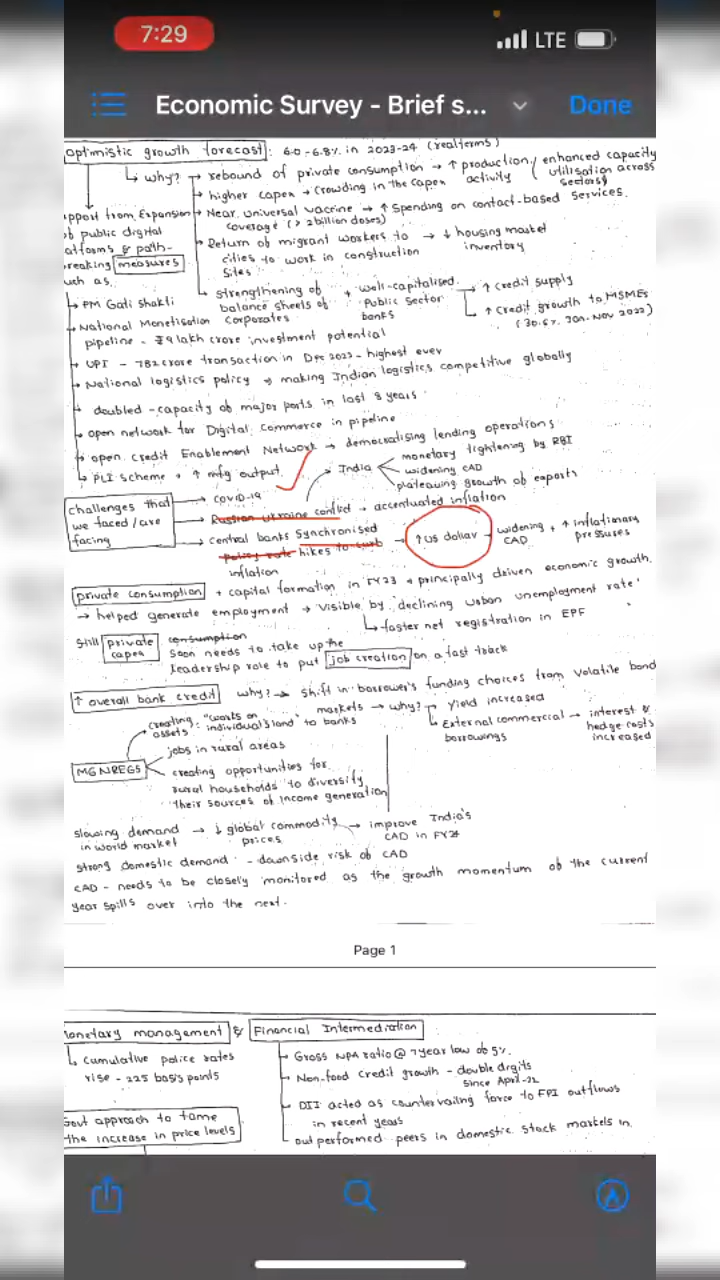 7:29
LTE
Economic Survey - Brief s...
Done
optimistic growth forecast : 6.0-6.8% in 2023-24 (real terms)
why? → rebound of private consumption → ↑ production activity / enhanced capacity utilisation across sectors
higher capex → crowding in the capex
Near universal vaccine coverage (>2billion doses) → ↑ spending on contact-based services.
Return of migrant workers to cities to work in construction sites → ↓ housing market inventory
strengthening of balance sheets of corporates + well-capitalised public sector banks → ↑ credit supply
↑ credit growth to MSMEs (30.6% Jan-Nov 2022)
pport from Expansion
of public digital
atforms & path-
reaking measures
uch as
PM Gati Shakti
National Monetisation pipeline - ₹9 lakh crore investment potential
UPI - 782 crore transaction in Dec 2022 - highest ever
National logistics policy → making Indian logistics competitive globally
doubled - capacity of major ports in last 8 years
open network for Digital Commerce in pipeline
open credit Enablement Network → democratising lending operations
PLI scheme → ↑ mfg output
challenges that we faced/are facing
→ COVID-19
→ Russian Ukraine conflict → accentuated inflation
India
monetary tightening by RBI
widening CAD
plateauing growth of exports
→ central banks synchronised policy rate hikes to curb inflation → ↑ US dollar → widening CAD + ↑ inflationary pressures
private consumption + capital formation in FY23 → principally driven economic growth.
→ helped generate employment → visible by declining urban unemployment rate
↳ faster net registration in EPF
still private capex consumption soon needs to take up the
leadership role to put job creation on a fast track
↑ overall bank credit why? → shift in borrower's funding choices from volatile bond
markets → why? → yield increased
External commercial borrowings → interest & hedge costs increased
MGNREGS
creating assets: "works on individual's land" to banks
jobs in rural areas
creating opportunities for
rural households to diversify
their sources of income generation
slowing demand in world market → ↓ global commodity prices → improve India's CAD in FY24
strong domestic demand - downside risk of CAD
CAD - needs to be closely monitored as the growth momentum of the current
year spills over into the next.
Page 1
onetary management & Financial Intermediation
↳ cumulative police rates
rise - 225 basis points
Gross NPA ratio @ 7 year low of 5%.
Non-food credit growth - double digits
since April-22
DII acted as countervailing force to FPI outflows
in recent years
outperformed peers in domestic stock markets in
Govt approach to tame
the increase in price levels